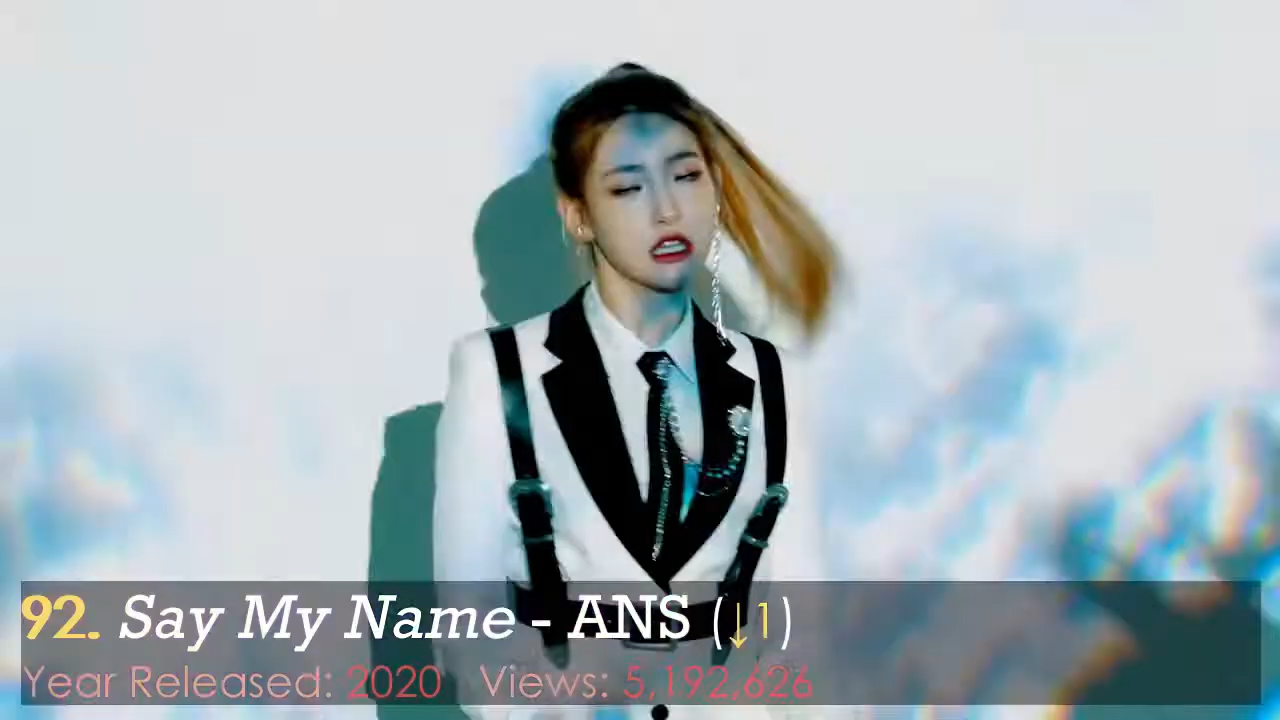 92. Say My Name - ANS (↓1)
Year Released: 2020 Views: 5,192,626